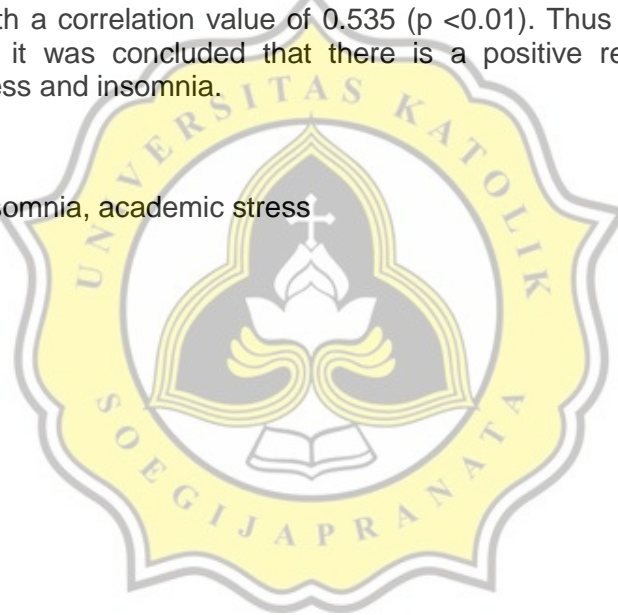 th a correlation value of 0.535 (p <0.01). Thus
it was concluded that there is a positive re
ess and insomnia.
somnia, academic stress
UNIVERSITAS KATOLIK
SOEGIJAPRANATA